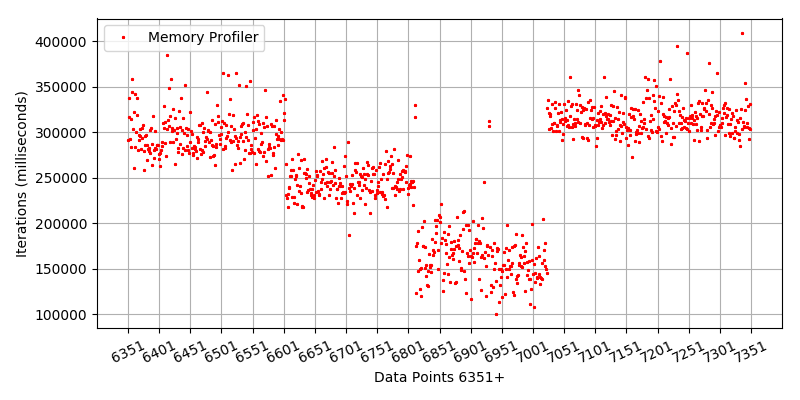 Memory Profiler
Iterations (milliseconds)
400000
350000
300000
250000
200000
150000
100000
6351 6401 6451 6501 6551 6601 6651 6701 6751 6801 6851 6901 6951 7001 7051 7101 7151 7201 7251 7301 7351
Data Points 6351+